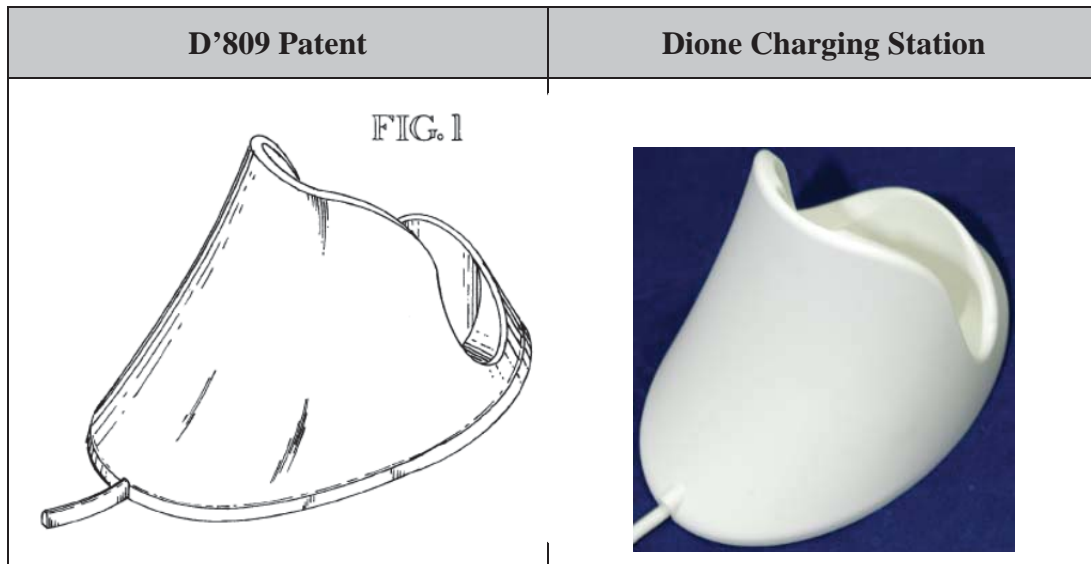 D’809 Patent
Dione Charging Station
FIG. 1